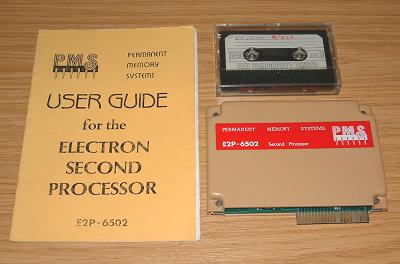 PMS
PERMANENT
MEMORY
SYSTEMS
USER GUIDE
for the
ELECTRON
SECOND
PROCESSOR
E2P-6502
PERMANENT MEMORY SYSTEMS
PMS
E2P-6502 Second Processor